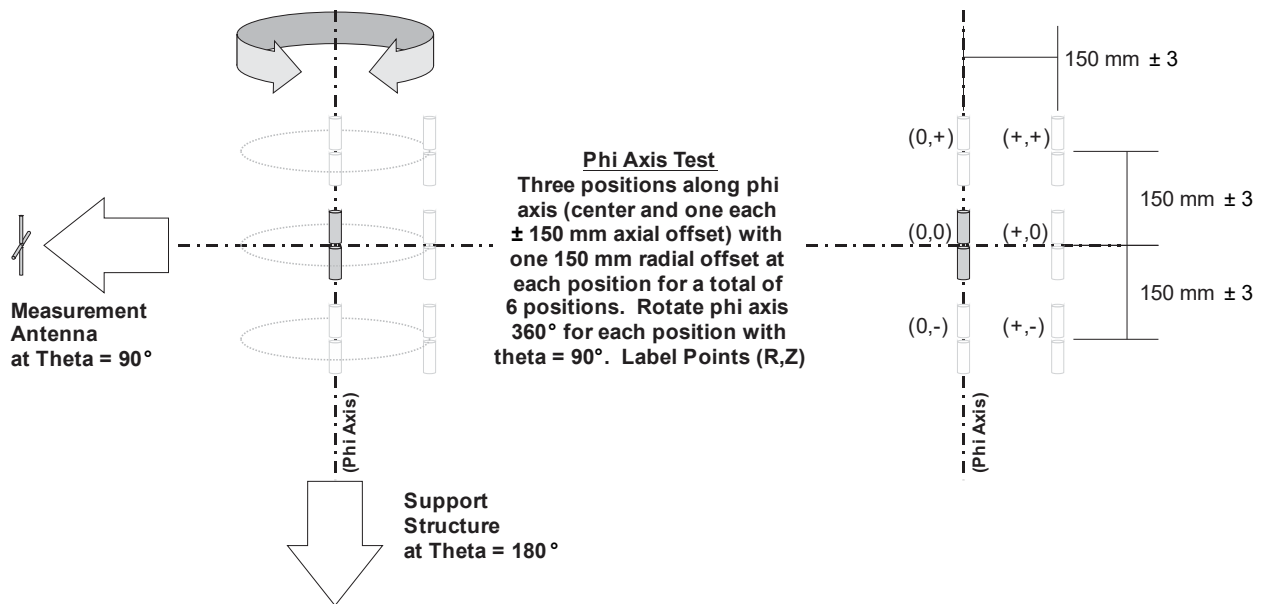 Phi Axis Test
Three positions along phi
axis (center and one each
± 150 mm axial offset) with
one 150 mm radial offset at
each position for a total of
6 positions. Rotate phi axis
360° for each position with
theta = 90°. Label Points (R,Z)
Measurement
Antenna
at Theta = 90°
(Phi Axis)
Support
Structure
at Theta = 180°
150 mm ± 3
(0,+) (+,+)
150 mm ± 3
(0,0) (+,0)
150 mm ± 3
(0,-) (+,-)
(Phi Axis)